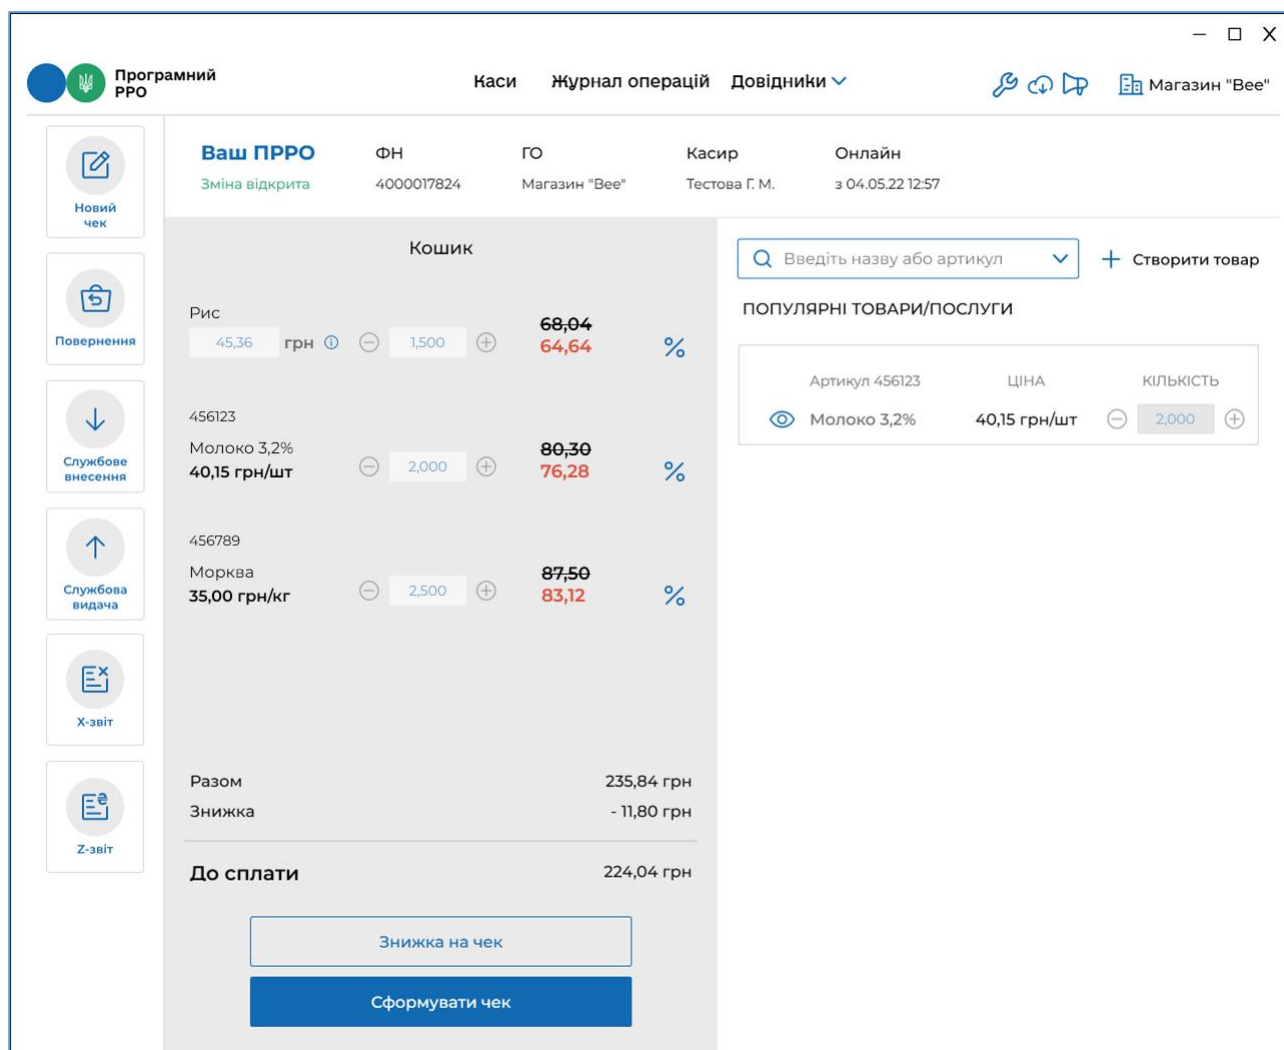 Програмний
РРО
Каси
Журнал операцій
Довідники
Магазин "Bee"
Новий
чек
Повернення
Службове
внесення
Службова
видача
X-звіт
Z-звіт
Ваш ПРРО
ФН
ГО
Касир
Онлайн
Зміна відкрита
4000017824
Магазин "Bee"
Тестова Г. М.
з 04.05.22 12:57
Кошик
Рис
45,36 грн
1,500
68,04
64,64
%
456123
Молоко 3,2%
40,15 грн/шт
2,000
80,30
76,28
%
456789
Морква
35,00 грн/кг
2,500
87,50
83,12
%
Разом
235,84 грн
Знижка
- 11,80 грн
До сплати
224,04 грн
Знижка на чек
Сформувати чек
Введіть назву або артикул
Створити товар
ПОПУЛЯРНІ ТОВАРИ/ПОСЛУГИ
Артикул 456123
ЦІНА
КІЛЬКІСТЬ
Молоко 3,2%
40,15 грн/шт
2,000